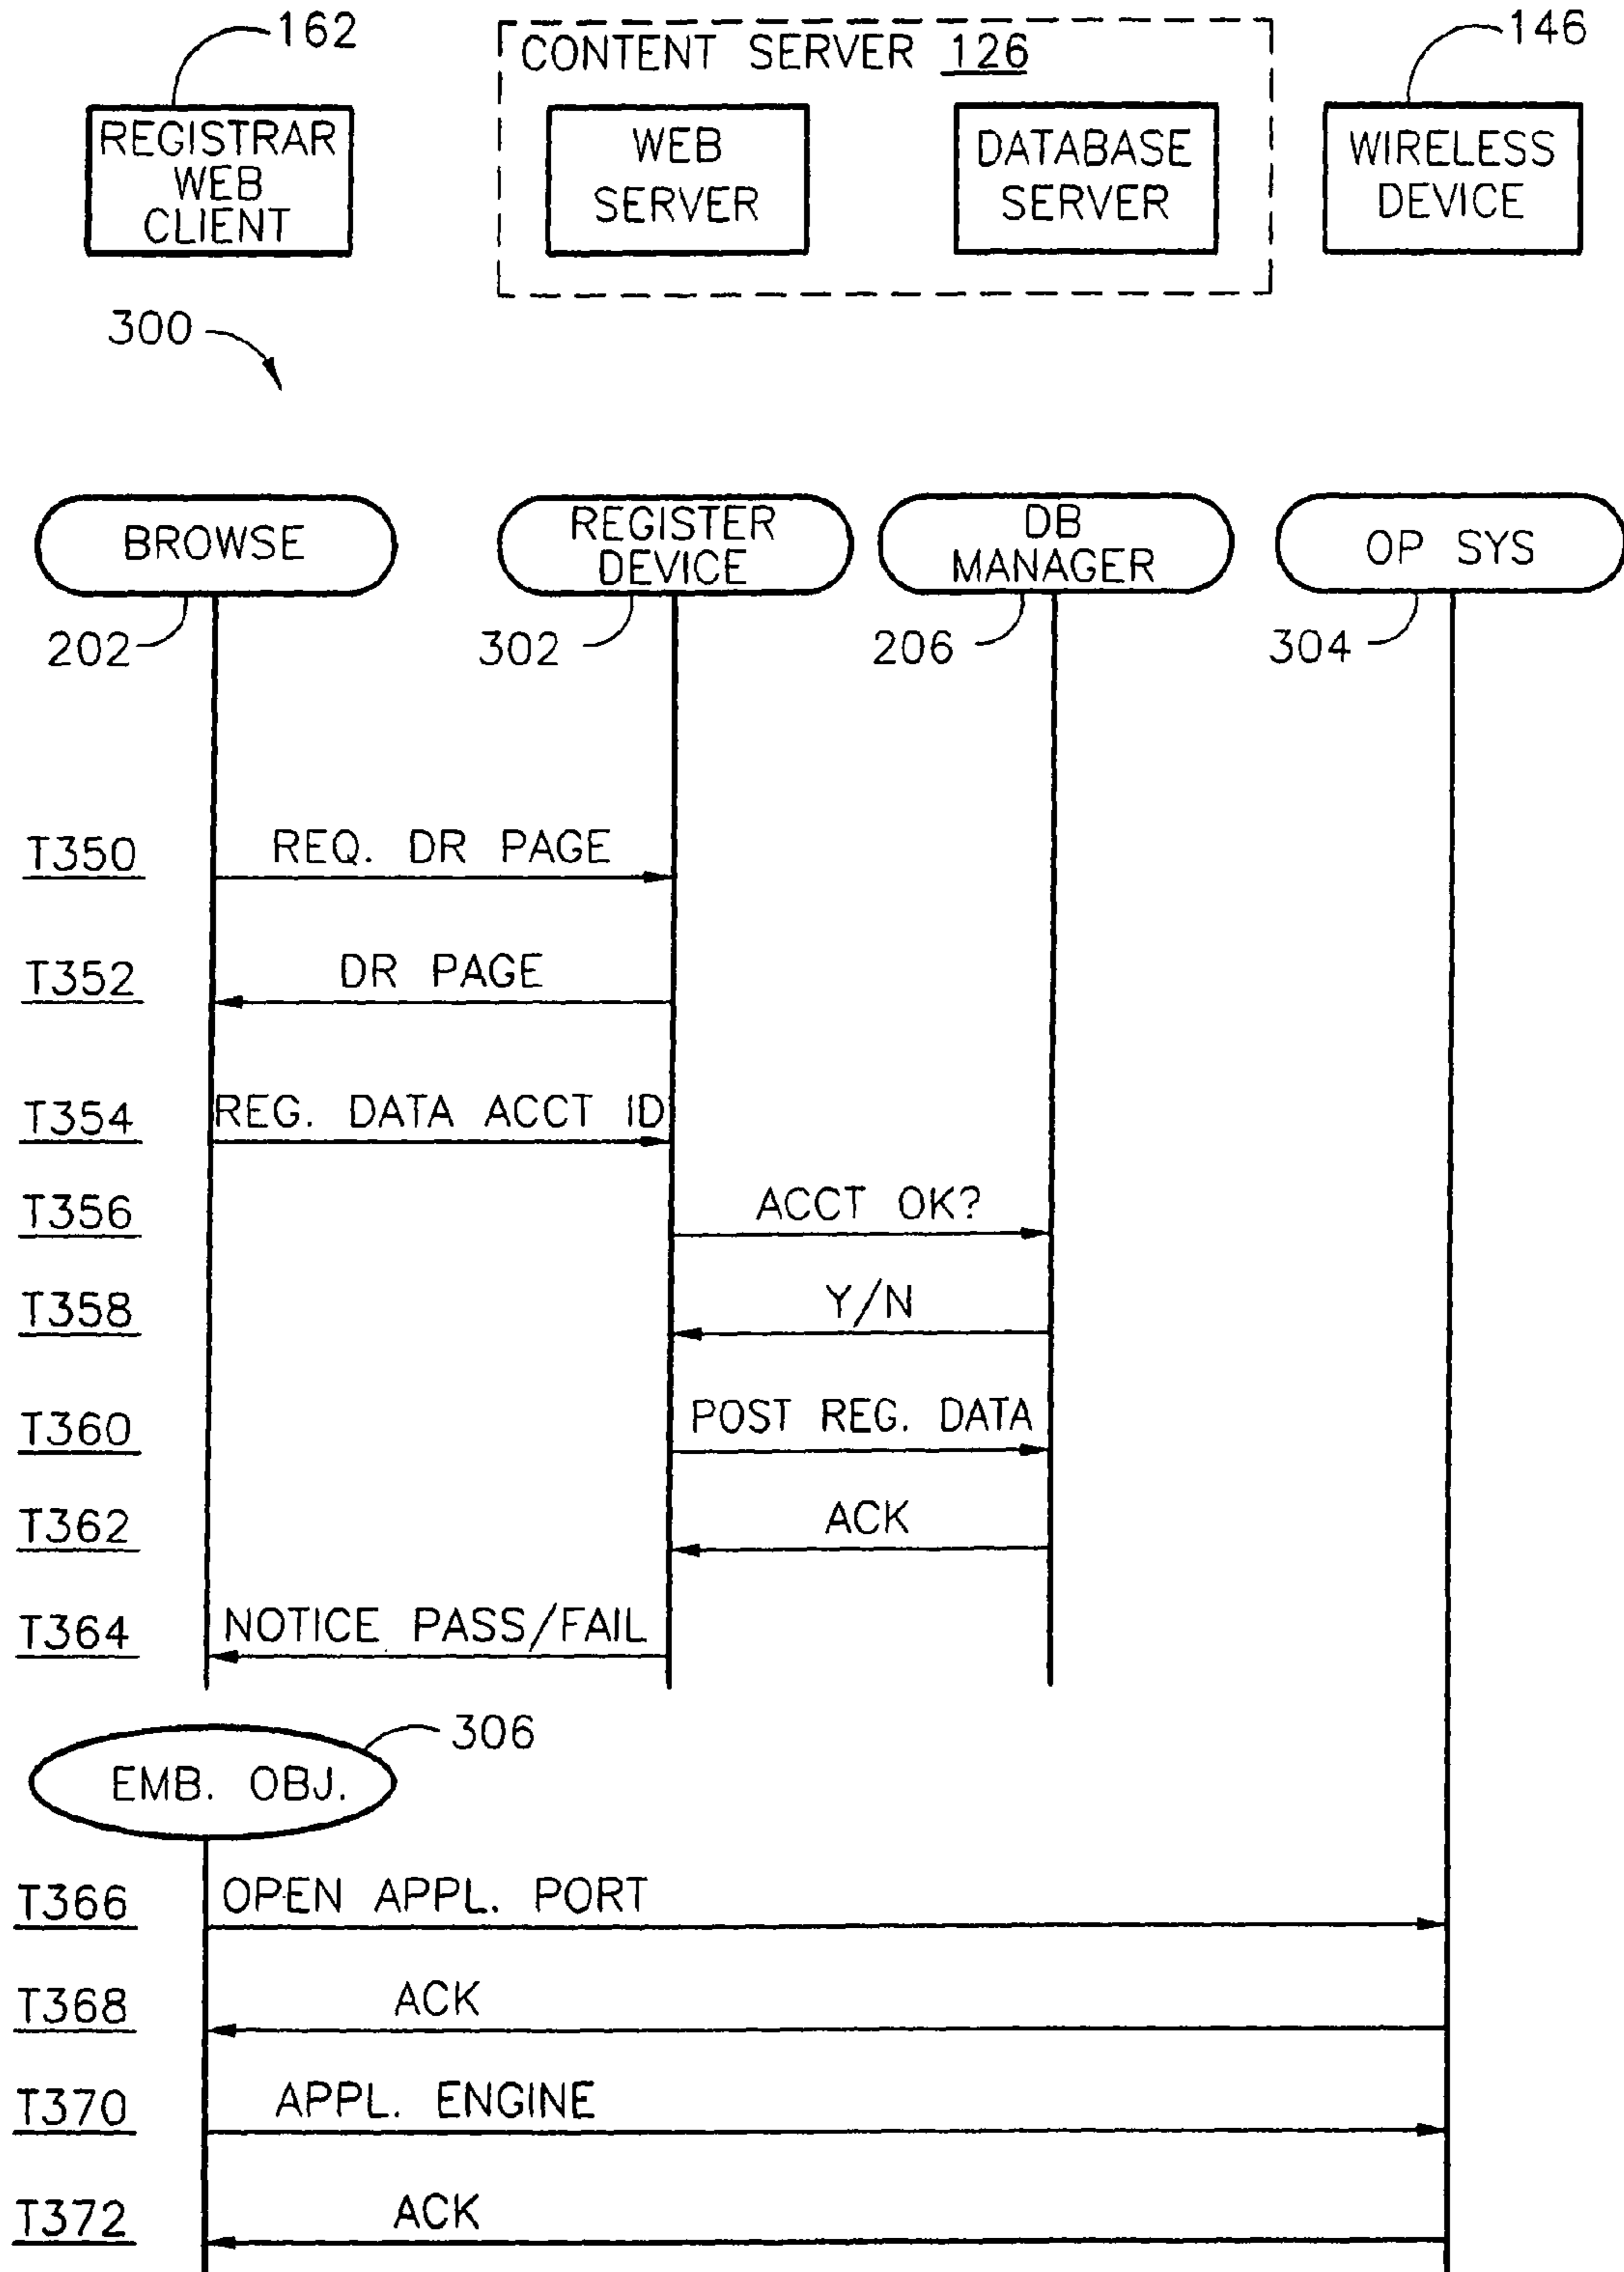 162
CONTENT SERVER 126
146
REGISTRAR
WEB
CLIENT
WEB
SERVER
DATABASE
SERVER
WIRELESS
DEVICE
300
BROWSE
REGISTER
DEVICE
DB
MANAGER
OP SYS
202
302
206
304
T350
REQ. DR PAGE
T352
DR PAGE
T354
REG. DATA ACCT ID
T356
ACCT OK?
T358
Y/N
T360
POST REG. DATA
T362
ACK
T364
NOTICE PASS/FAIL
306
EMB. OBJ.
T366
OPEN APPL. PORT
T368
ACK
T370
APPL. ENGINE
T372
ACK